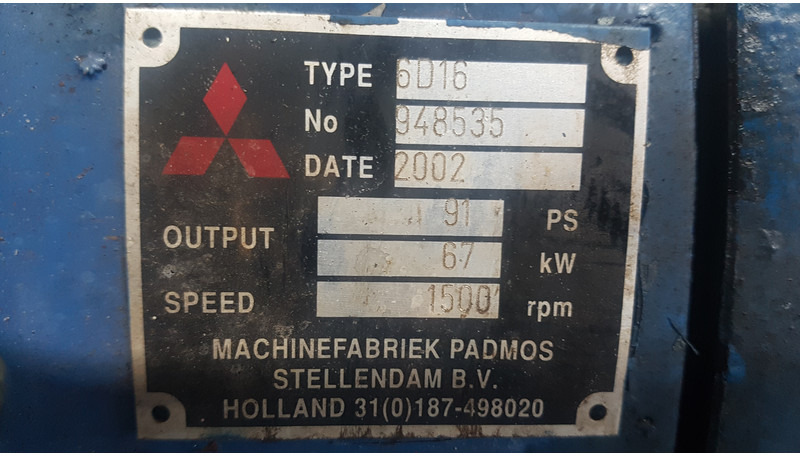 TYPE 6D16
No 948535
DATE 2002
OUTPUT 91 PS
67 kW
SPEED 1500 rpm
MACHINEFABRIEK PADMOS
STELLENDAM B.V.
HOLLAND 31(0)187-498020